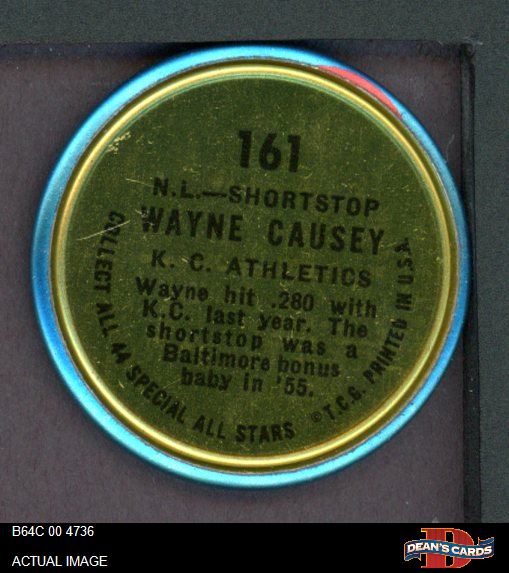 161
N.L.—SHORTSTOP
WAYNE CAUSEY
K. C. ATHLETICS
Wayne hit .280 with
K.C. last year. The
shortstop was a
Baltimore bonus
baby in '55.
COLLECT ALL 44 SPECIAL ALL STARS
©T.C.G. PRINTED IN U.S.A.
B64C 00 4736
ACTUAL IMAGE
D
DEAN'S CARDS